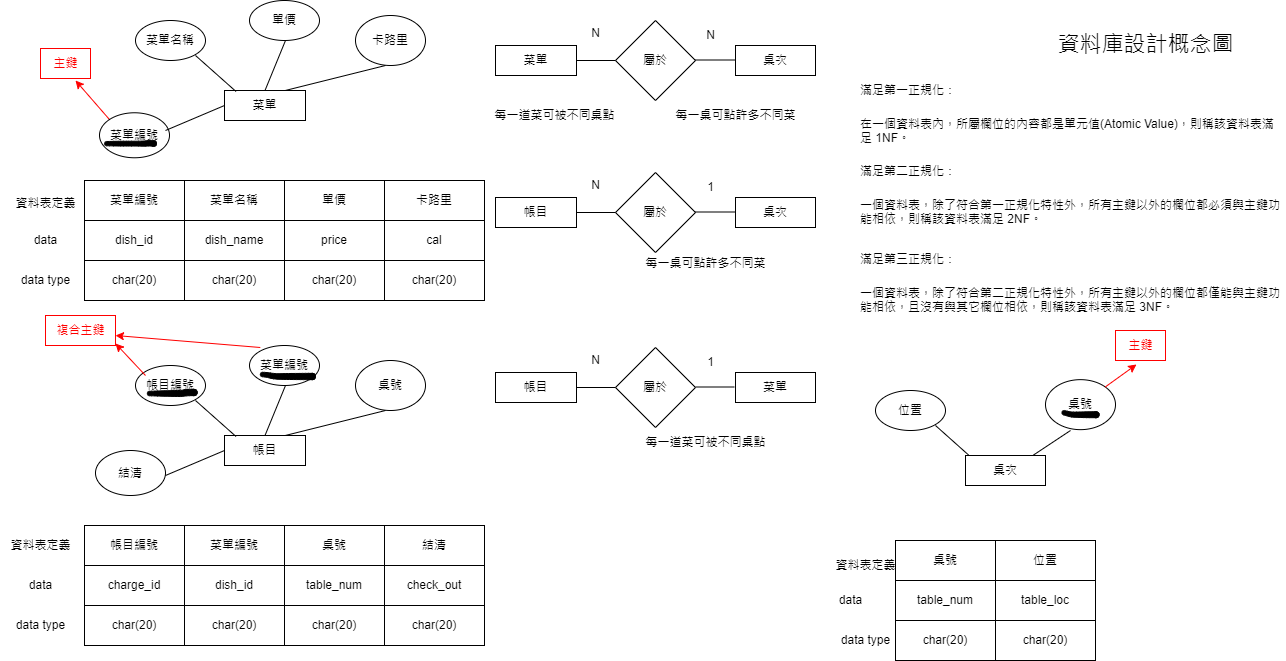 資料庫設計概念圖
主鍵
菜單名稱
單價
卡路里
菜單
菜單編號
資料表定義 菜單編號 菜單名稱 單價 卡路里
data dish_id dish_name price cal
data type char(20) char(20) char(20) char(20)
複合主鍵
帳目編號
菜單編號
桌號
帳目
結濤
資料表定義 帳目編號 菜單編號 桌號 結濤
data charge_id dish_id table_num check_out
data type char(20) char(20) char(20) char(20)
N N
菜單 屬於 桌次
每一道菜可被不同桌點 每一桌可點許多不同菜
N 1
帳目 屬於 桌次
每一桌可點許多不同菜
N 1
帳目 屬於 菜單
每一道菜可被不同桌點
滿足第一正規化：
在一個資料表內，所屬欄位的內容都是單元值(Atomic Value)，則稱該資料表滿
足 1NF。
滿足第二正規化：
一個資料表，除了符合第一正規化特性外，所有主鍵以外的欄位都必須與主鍵功
能相依，則稱該資料表滿足 2NF。
滿足第三正規化：
一個資料表，除了符合第二正規化特性外，所有主鍵以外的欄位都僅能與主鍵功
能相依，且沒有與其它欄位相依，則稱該資料表滿足 3NF。
主鍵
位置
桌號
桌次
資料表定義 桌號 位置
data table_num table_loc
data type char(20) char(20)